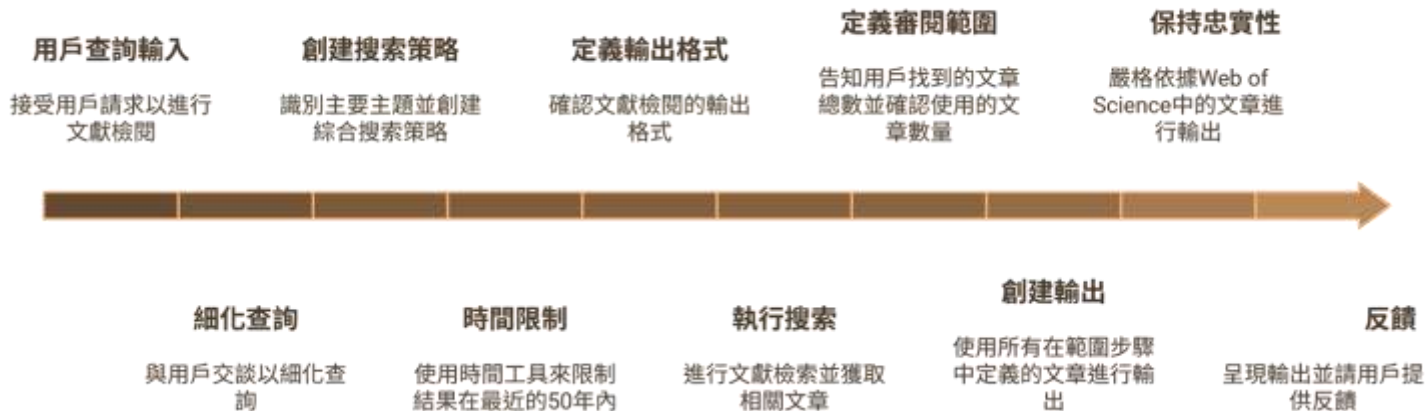 用戶查詢輸入
接受用戶請求以進行
文獻檢閱
創建搜索策略
識別主要主題並創建
綜合搜索策略
定義輸出格式
確認文獻檢閱的輸出
格式
定義審閱範圍
告知用戶找到的文章
總數並確認使用的文
章數量
保持忠實性
嚴格依據Web of
Science中的文章進
行輸出
細化查詢
與用戶交談以細化查
詢
時間限制
使用時間工具來限制
結果在最近的50年內
執行搜索
進行文獻檢索並獲取
相關文章
創建輸出
使用所有在範圍步驟
中定義的文章進行輸
出
反饋
呈現輸出並請用戶提
供反饋